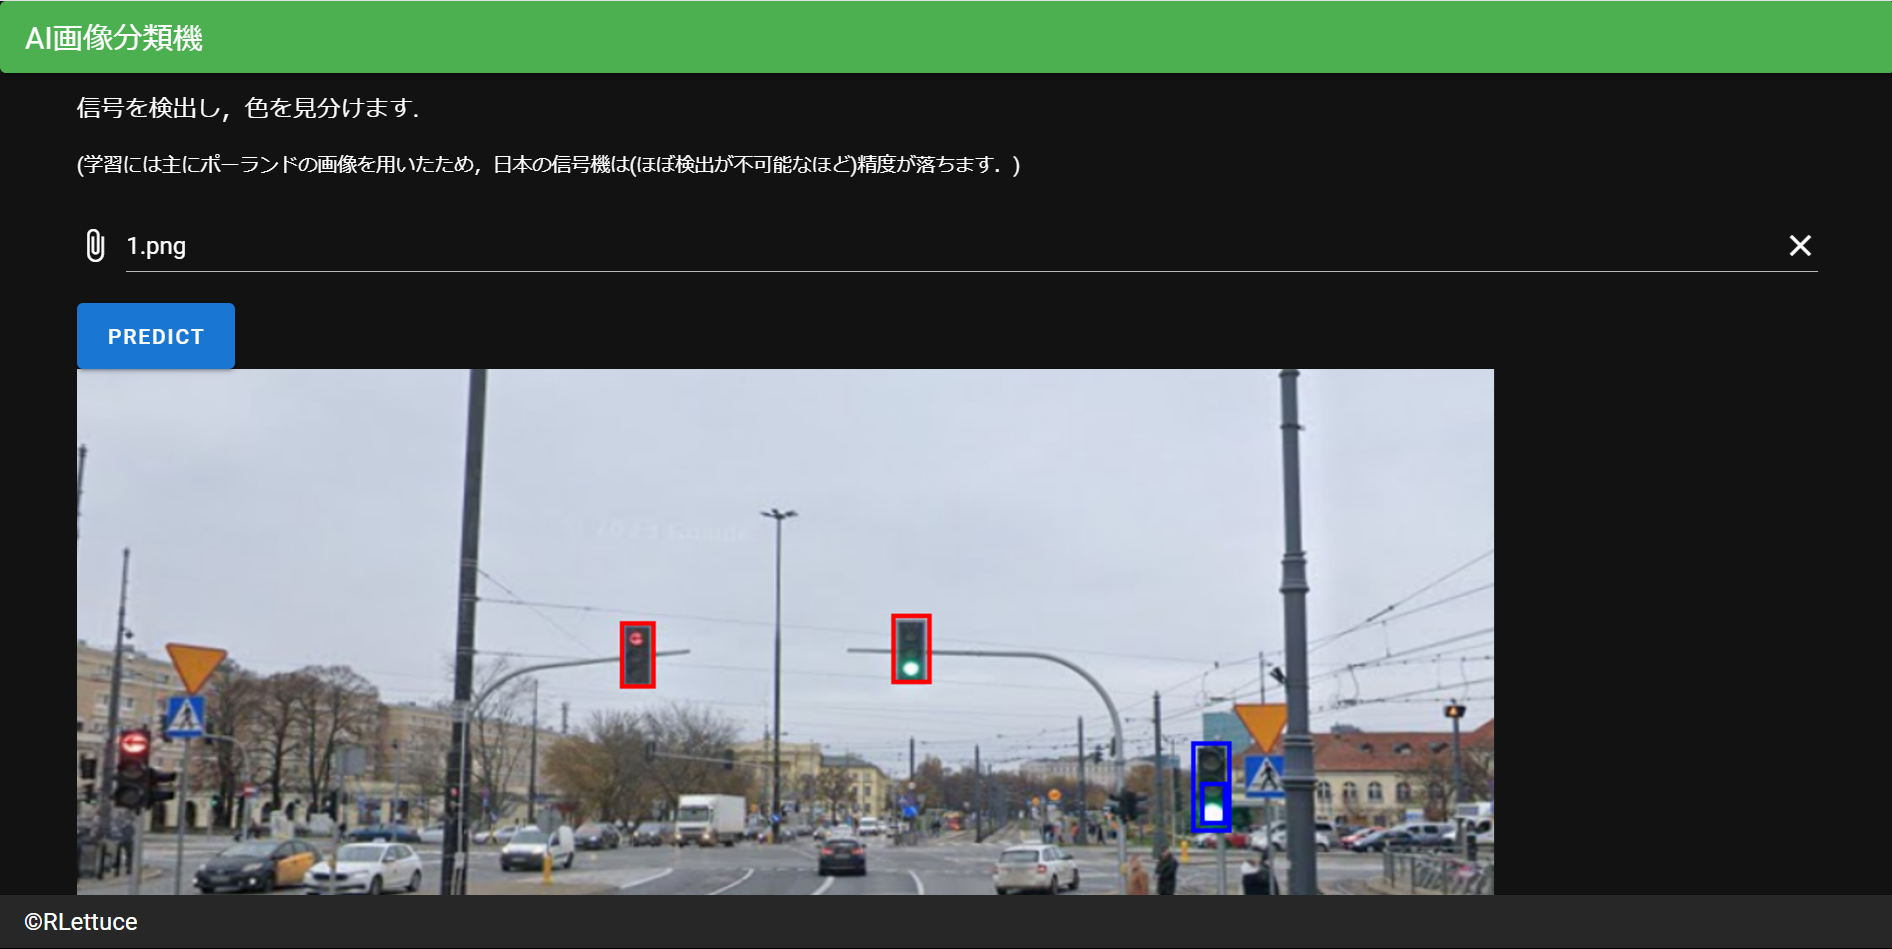 AI画像分類機
信号を検出し，色を見分けます．
(学習には主にポーランドの画像を用いたため，日本の信号機は(ほぼ検出が不可能なほど)精度が落ちます．)
1.png
PREDICT
©RLettuce